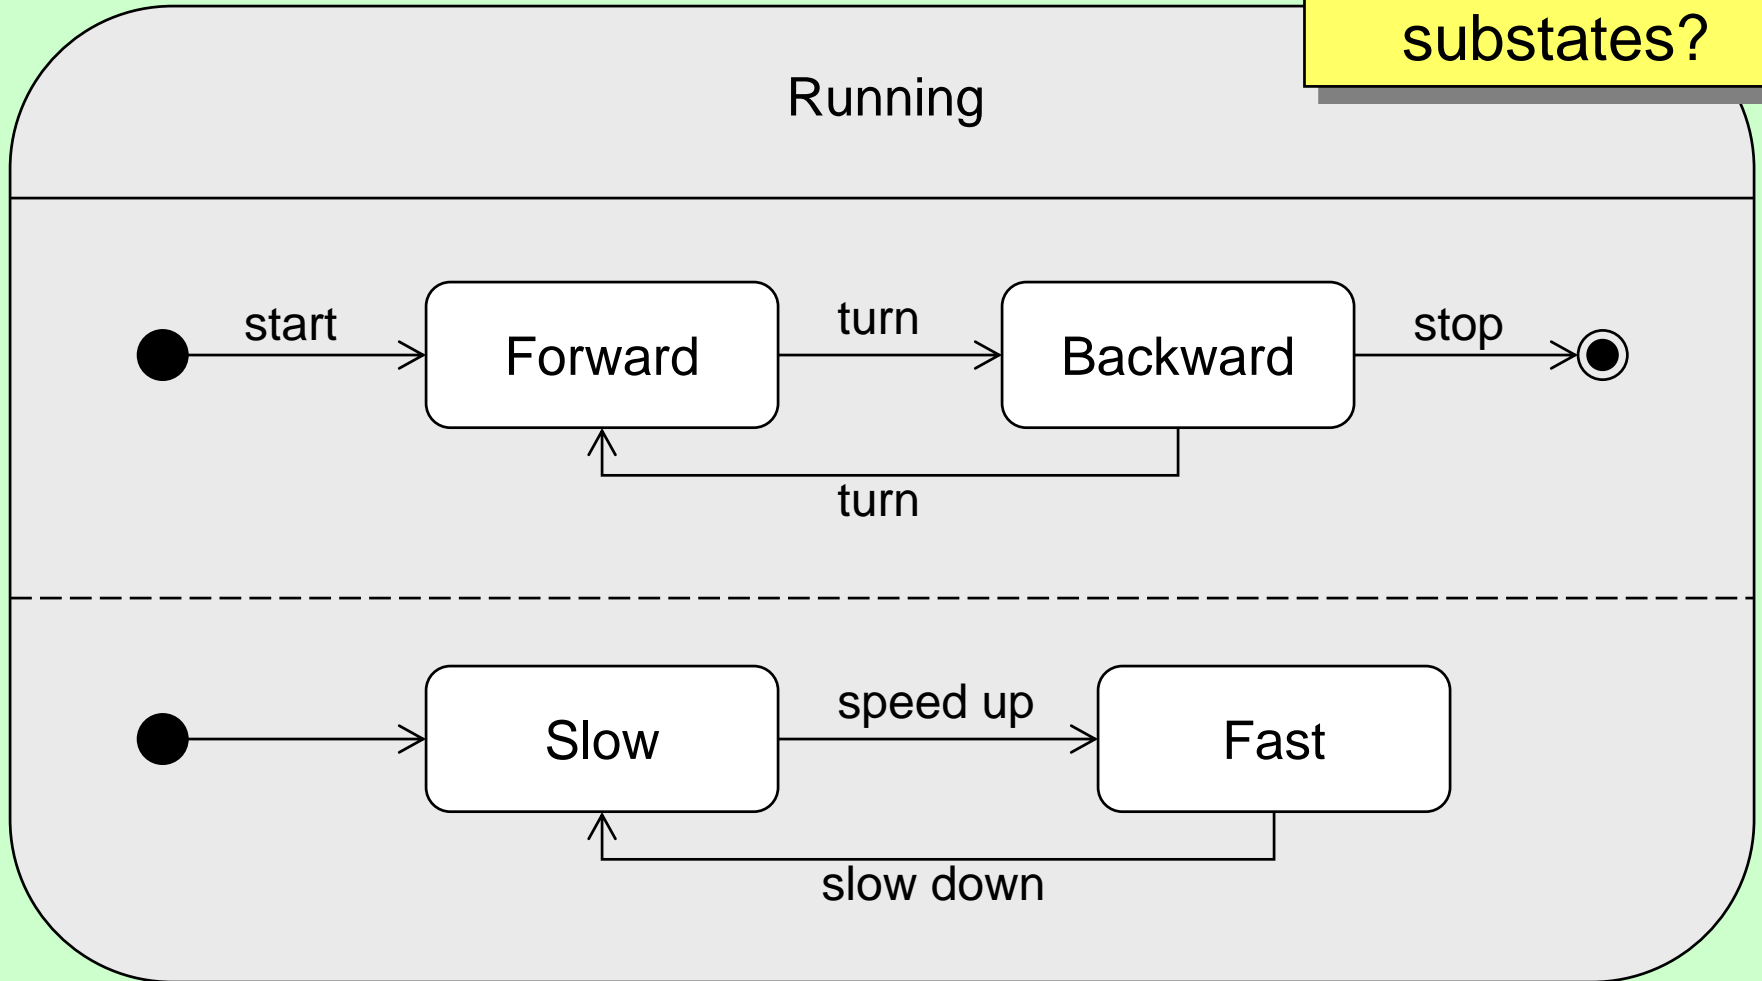 substates?
Running
start
Forward
turn
Backward
stop
turn
Slow
speed up
Fast
slow down